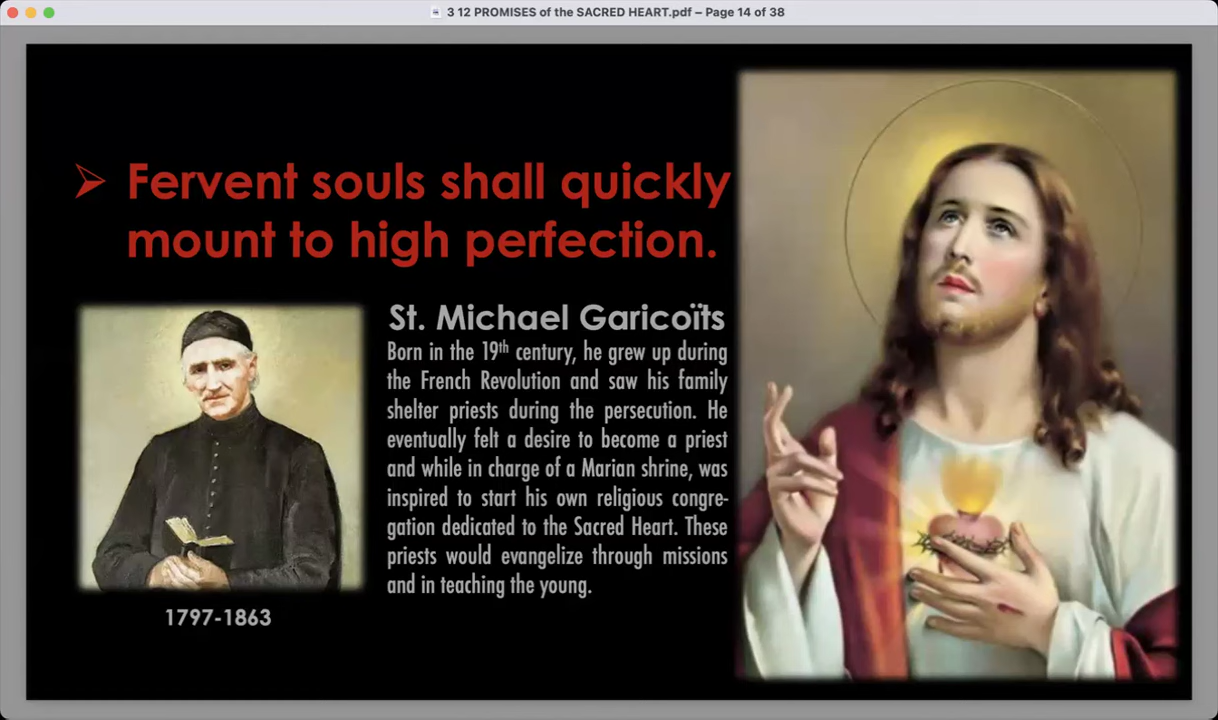 3 12 PROMISES of the SACRED HEART.pdf – Page 14 of 38
➢ Fervent souls shall quickly
mount to high perfection.
St. Michael Garicoïts
Born in the 19th century, he grew up during
the French Revolution and saw his family
shelter priests during the persecution. He
eventually felt a desire to become a priest
and while in charge of a Marian shrine, was
inspired to start his own religious congre-
gation dedicated to the Sacred Heart. These
priests would evangelize through missions
and in teaching the young.
1797-1863